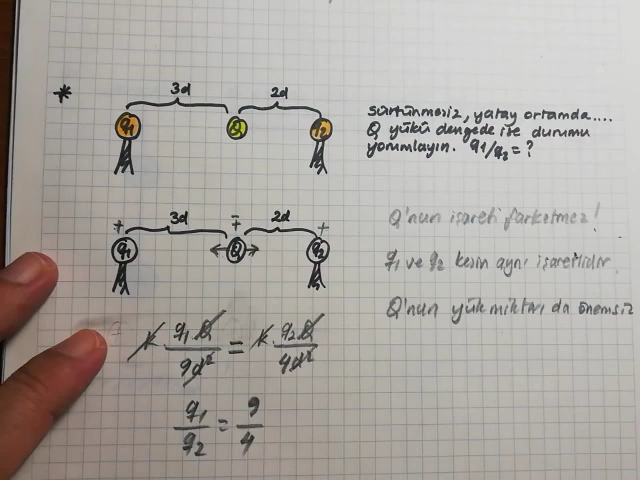 *
3d 2d
q1 Q q2
Sürtünmesiz, yatay ortamda....
Q yükü dengede ise durumu
yorumlayın. q1/q2 = ?
+ ∓ +
3d 2d
q1 Q q2
Q'nun işareti farketmez!
q1 ve q2 kesin aynı işaretlidir.
Q'nun yük miktarı da önemsiz
k q1.Q / 9d² = k q2.Q / 4d²
q1 / q2 = 9 / 4